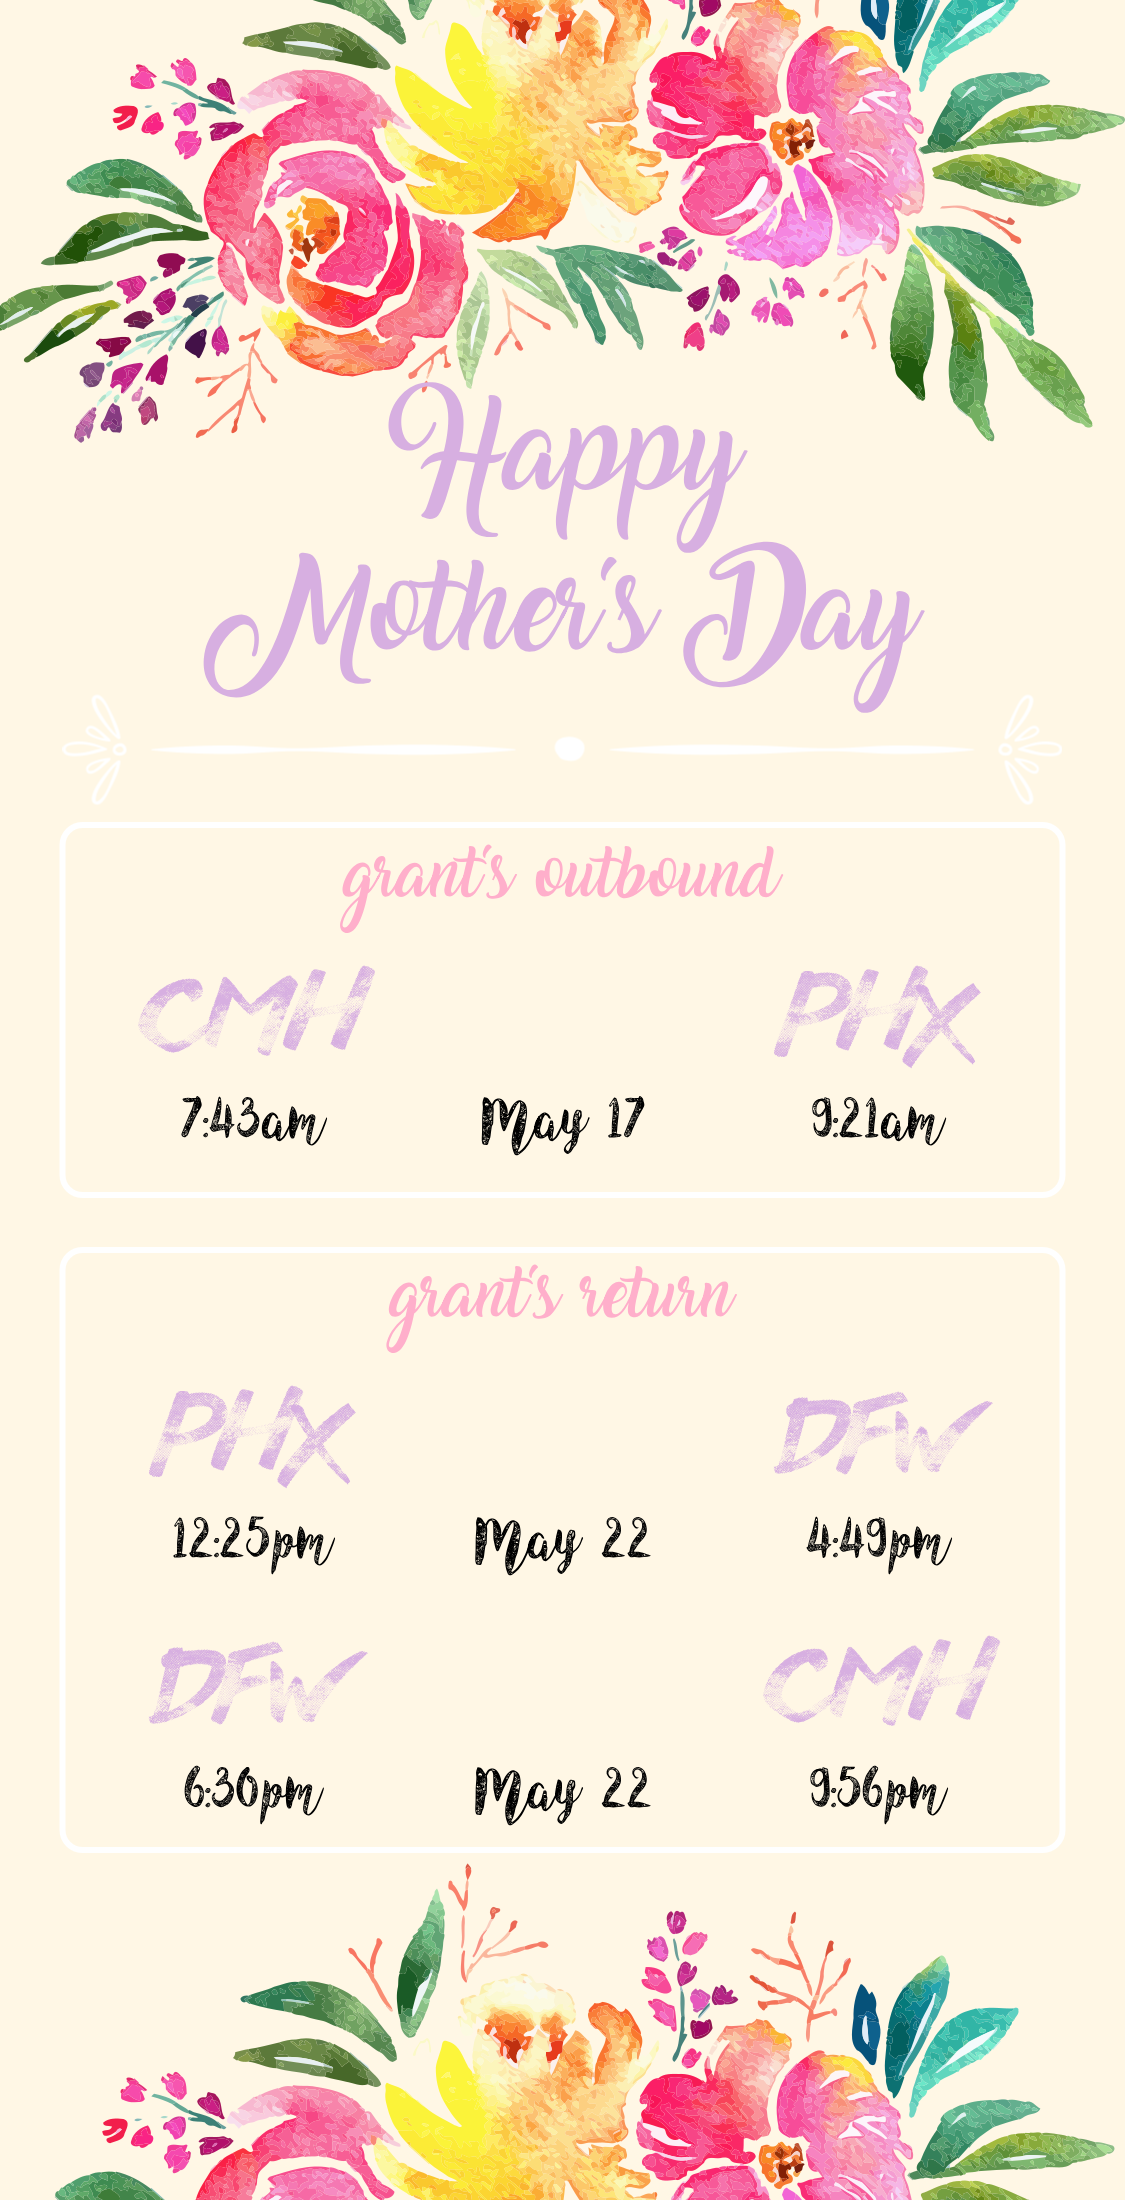 Happy
Mother's Day
grant's outbound
CMH PHX
7:43am May 17 9:21am
grant's return
PHX DFW
12:25pm May 22 4:49pm
DFW CMH
6:30pm May 22 9:56pm